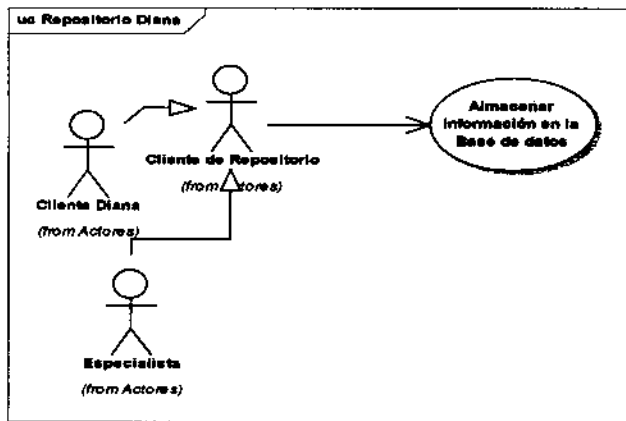 uc Repositorio Diana
Almacenar
información en la
Base de datos
Cliente de Repositorio
(from Actores)
Cliente Diana
(from Actores)
Especialista
(from Actores)